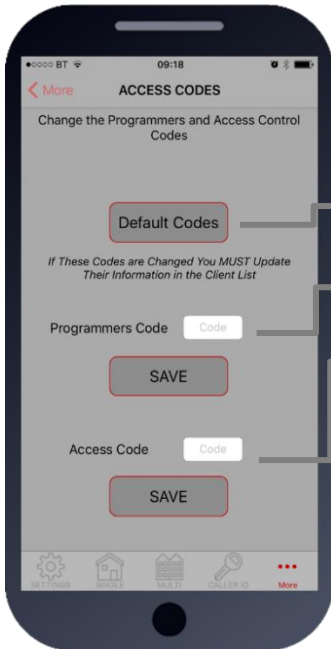 ●○○○○ BT 09:18
More ACCESS CODES
Change the Programmers and Access Control
Codes
Default Codes
If These Codes are Changed You MUST Update
Their Information in the Client List
Programmers Code Code
SAVE
Access Code Code
SAVE
SETTINGS SINGLE MULTI CALLER ID More